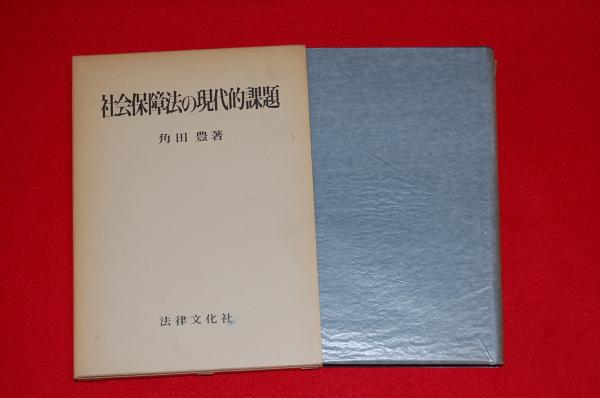 社会保障法の現代的課題
角田 豊著
法律文化社